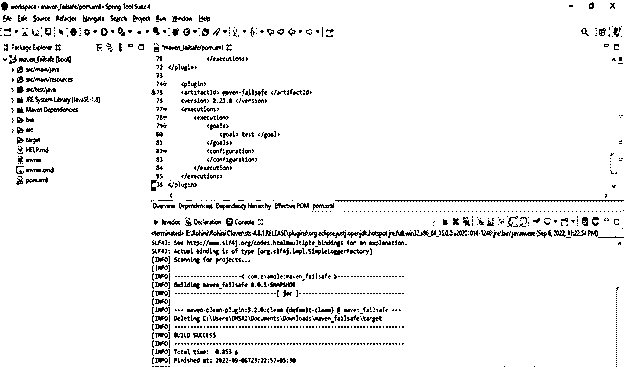 workspace - maven_failsafe/pom.xml - Spring Tool Suite 4
File Edit Source Refactor Navigate Search Project Run Window Help
Package Explorer
*maven_failsafe/pom.xml
maven_failsafe [boot]
src/main/java
src/main/resources
src/test/java
JRE System Library [JavaSE-1.8]
Maven Dependencies
bin
src
target
HELP.md
mvnw
mvnw.cmd
pom.xml
71 </executions>
72 </plugin>
73
74 <plugin>
75 <artifactId> maven-failsafe </artifactId>
76 <version> 2.21.0 </version>
77 <executions>
78 <execution>
79 <goals>
80 <goal> test </goal>
81 </goals>
82 <configuration>
83 </configuration>
84 </execution>
85 </executions>
86 </plugin>
Overview Dependencies Dependency Hierarchy Effective POM pom.xml
Javadoc Declaration Console
SLF4J: See http://www.slf4j.org/codes.html#multiple_bindings for an explanation.
SLF4J: Actual binding is of type [org.slf4j.impl.SimpleLoggerFactory]
[INFO] Scanning for projects...
[INFO]
[INFO] ----------------------< com.example:maven_failsafe >----------------------
[INFO] Building maven_failsafe 0.0.1-SNAPSHOT
[INFO] --------------------------------[ jar ]---------------------------------
[INFO]
[INFO] --- maven-clean-plugin:3.2.0:clean (default-clean) @ maven_failsafe ---
[INFO] Deleting C:\Users\OMSAI\Documents\Downloads\maven_failsafe\target
[INFO] ------------------------------------------------------------------------
[INFO] BUILD SUCCESS
[INFO] ------------------------------------------------------------------------
[INFO] Total time: 0.853 s
[INFO] Finished at: 2022-09-06T23:22:57+05:30